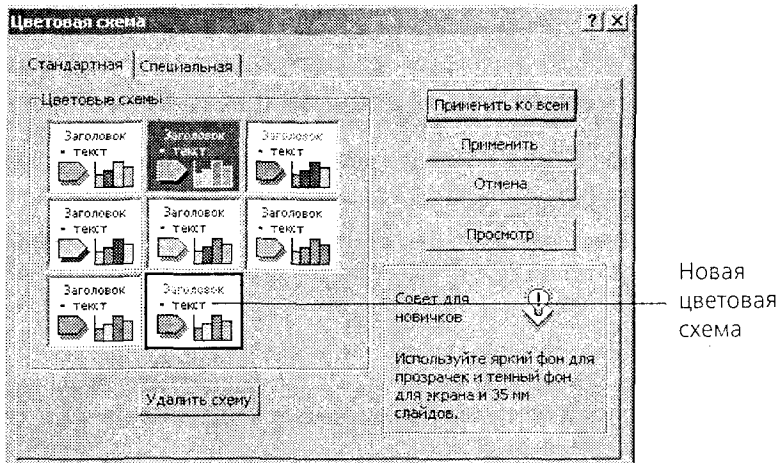 Цветовая схема
Стандартная Специальная
Цветовые схемы
Заголовок
• текст
Заголовок
• текст
Заголовок
• текст
Заголовок
• текст
Заголовок
• текст
Заголовок
• текст
Заголовок
• текст
Заголовок
• текст
Удалить схему
Применить ко всем
Применить
Отмена
Просмотр
Совет для
новичков
Используйте яркий фон для
прозрачек и темный фон
для экрана и 35 мм
слайдов.
Новая
цветовая
схема